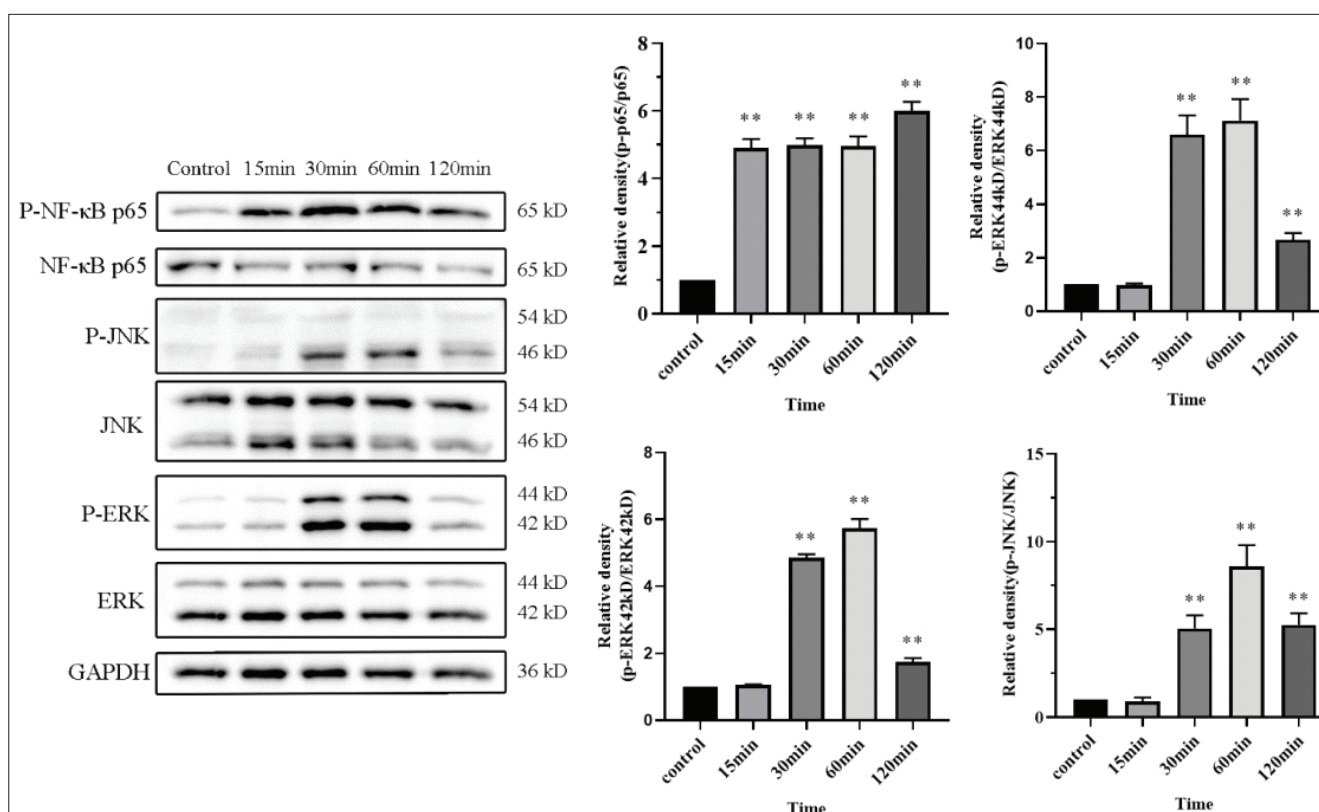 Control 15min 30min 60min 120min
P-NF-κB p65 65 kD
NF-κB p65 65 kD
P-JNK 54 kD
46 kD
JNK 54 kD
46 kD
P-ERK 44 kD
42 kD
ERK 44 kD
42 kD
GAPDH 36 kD
Relative density(p-p65/p65)
8
6
4
2
0
** ** ** **
control 15min 30min 60min 120min
Time
Relative density
(p-ERK44kD/ERK44kD)
10
8
6
4
2
0
** ** **
control 15min 30min 60min 120min
Time
Relative density
(p-ERK42kD/ERK42kD)
8
6
4
2
0
** ** **
control 15min 30min 60min 120min
Time
Relative density(p-JNK/JNK)
15
10
5
0
** ** **
control 15min 30min 60min 120min
Time